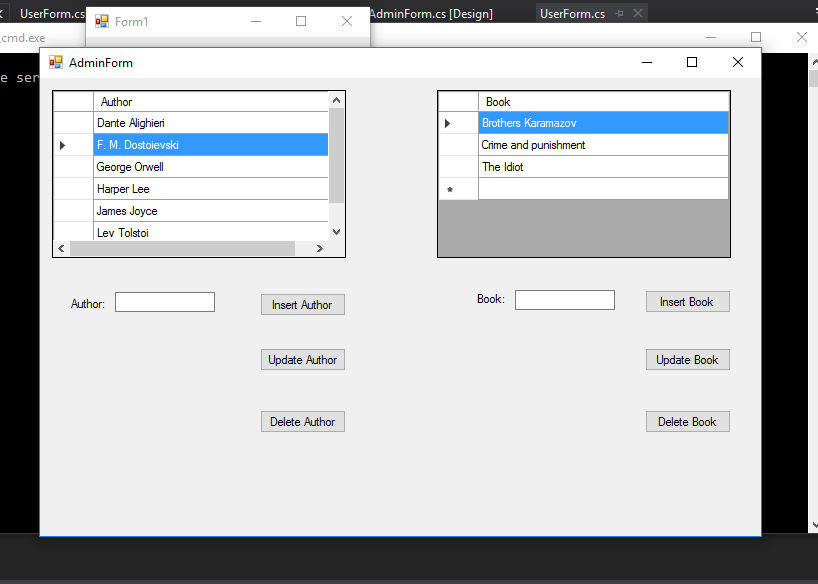 UserForm.cs
Form1
AdminForm.cs [Design]
UserForm.cs
cmd.exe
e ser
AdminForm
Author
Dante Alighieri
F. M. Dostoievski
George Orwell
Harper Lee
James Joyce
Lev Tolstoi
Book
Brothers Karamazov
Crime and punishment
The Idiot
Author:
Insert Author
Book:
Insert Book
Update Author
Update Book
Delete Author
Delete Book